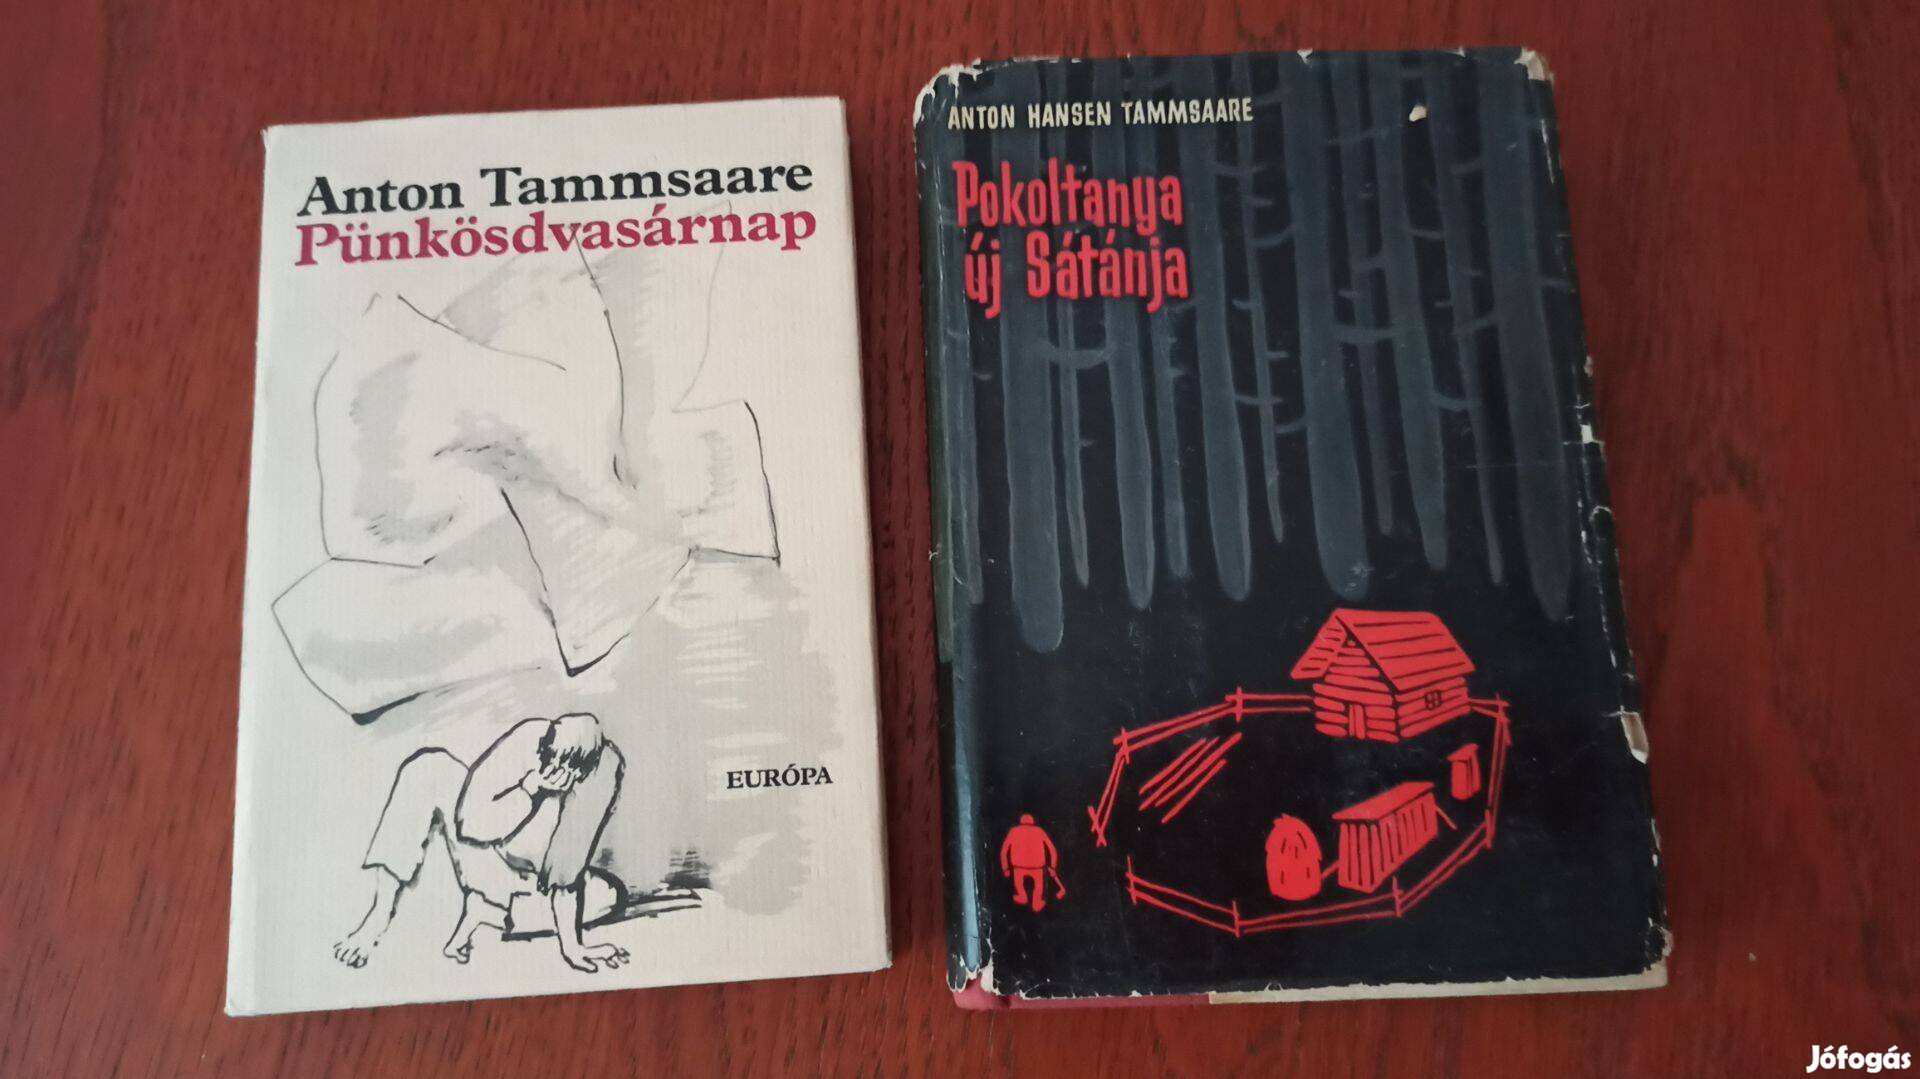 Anton Tammsaare
Pünkösdvasárnap
EURÓPA
ANTON HANSEN TAMMSAARE
Pokoltanya
új Sátánja
Jófogás